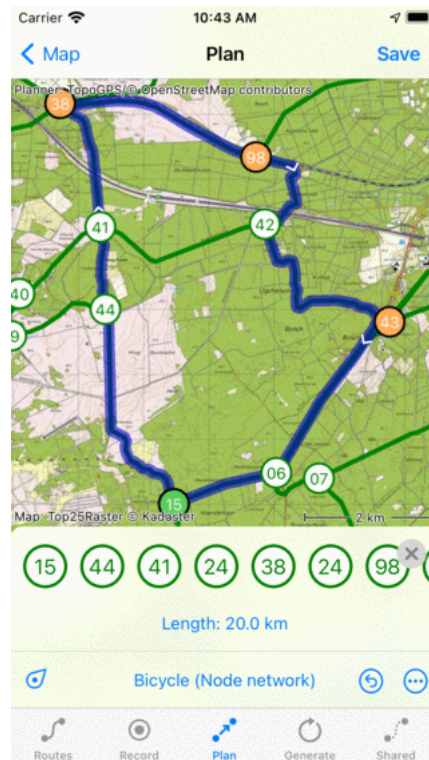 Carrier 10:43 AM
Map Plan Save
Planner: TopoGPS/© OpenStreetMap contributors
38
98
41
42
40
44
43
9
06
07
15
Map: Top25Raster © Kadaster 2 km
15 44 41 24 38 24 98
Length: 20.0 km
Bicycle (Node network)
Routes Record Plan Generate Shared